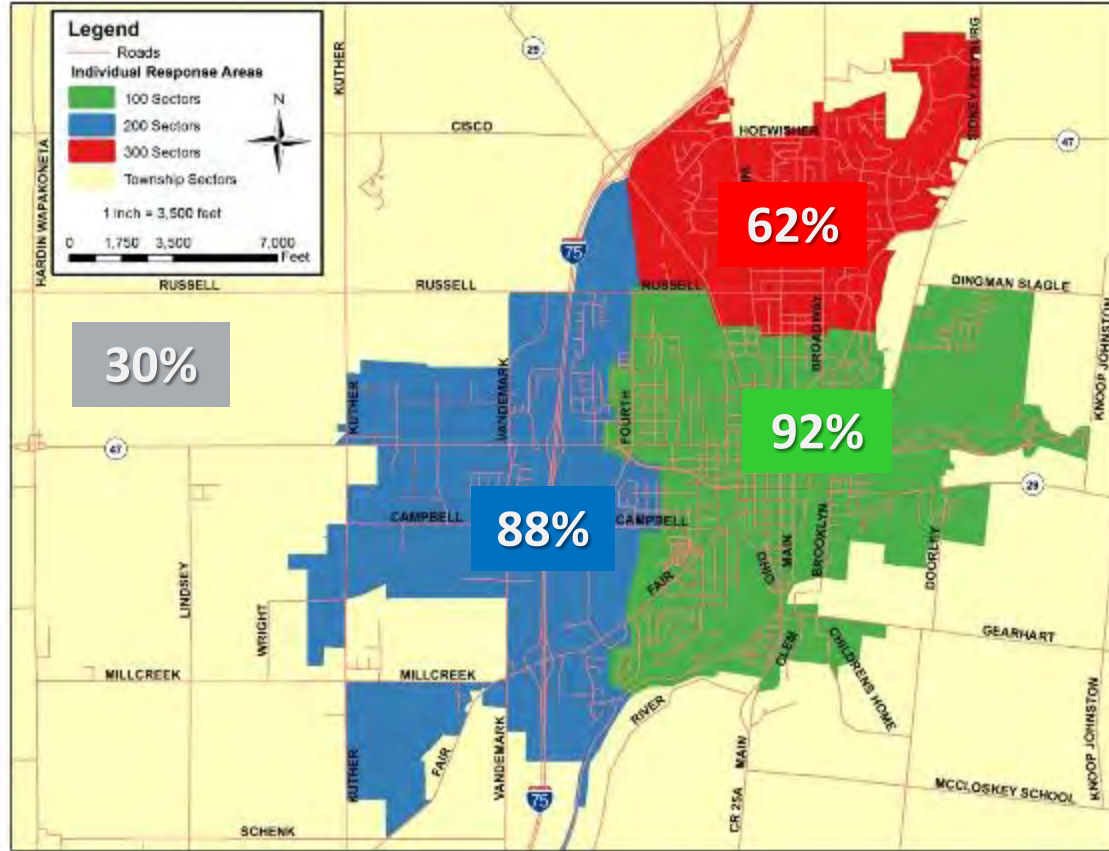 Legend
Roads
Individual Response Areas
100 Sectors
200 Sectors
300 Sectors
Township Sectors
N
1 inch = 3,500 feet
0 1,750 3,500 7,000
Feet
KUTHER
29
SIDNEY FREYBURG
CISCO
HOEWISHER
47
HARDIN WAPAKONETA
62%
75
RUSSELL
RUSSELL
RUSSELL
DINGMAN SLAGLE
KNOOP JOHNSTON
BROADWAY
30%
KUTHER
VANDEMARK
FOURTH
92%
47
29
CAMPBELL
88%
CAMPBELL
OHIO
MAIN
BROOKLYN
DOORLEY
FAIR
LINDSEY
WRIGHT
GEARHART
CLEM
CHILDRENS HOME
MILLCREEK
MILLCREEK
RIVER
KNOOP JOHNSTON
KUTHER
FAIR
VANDEMARK
MAIN
75
CR 25A
MCCLOSKEY SCHOOL
SCHENK